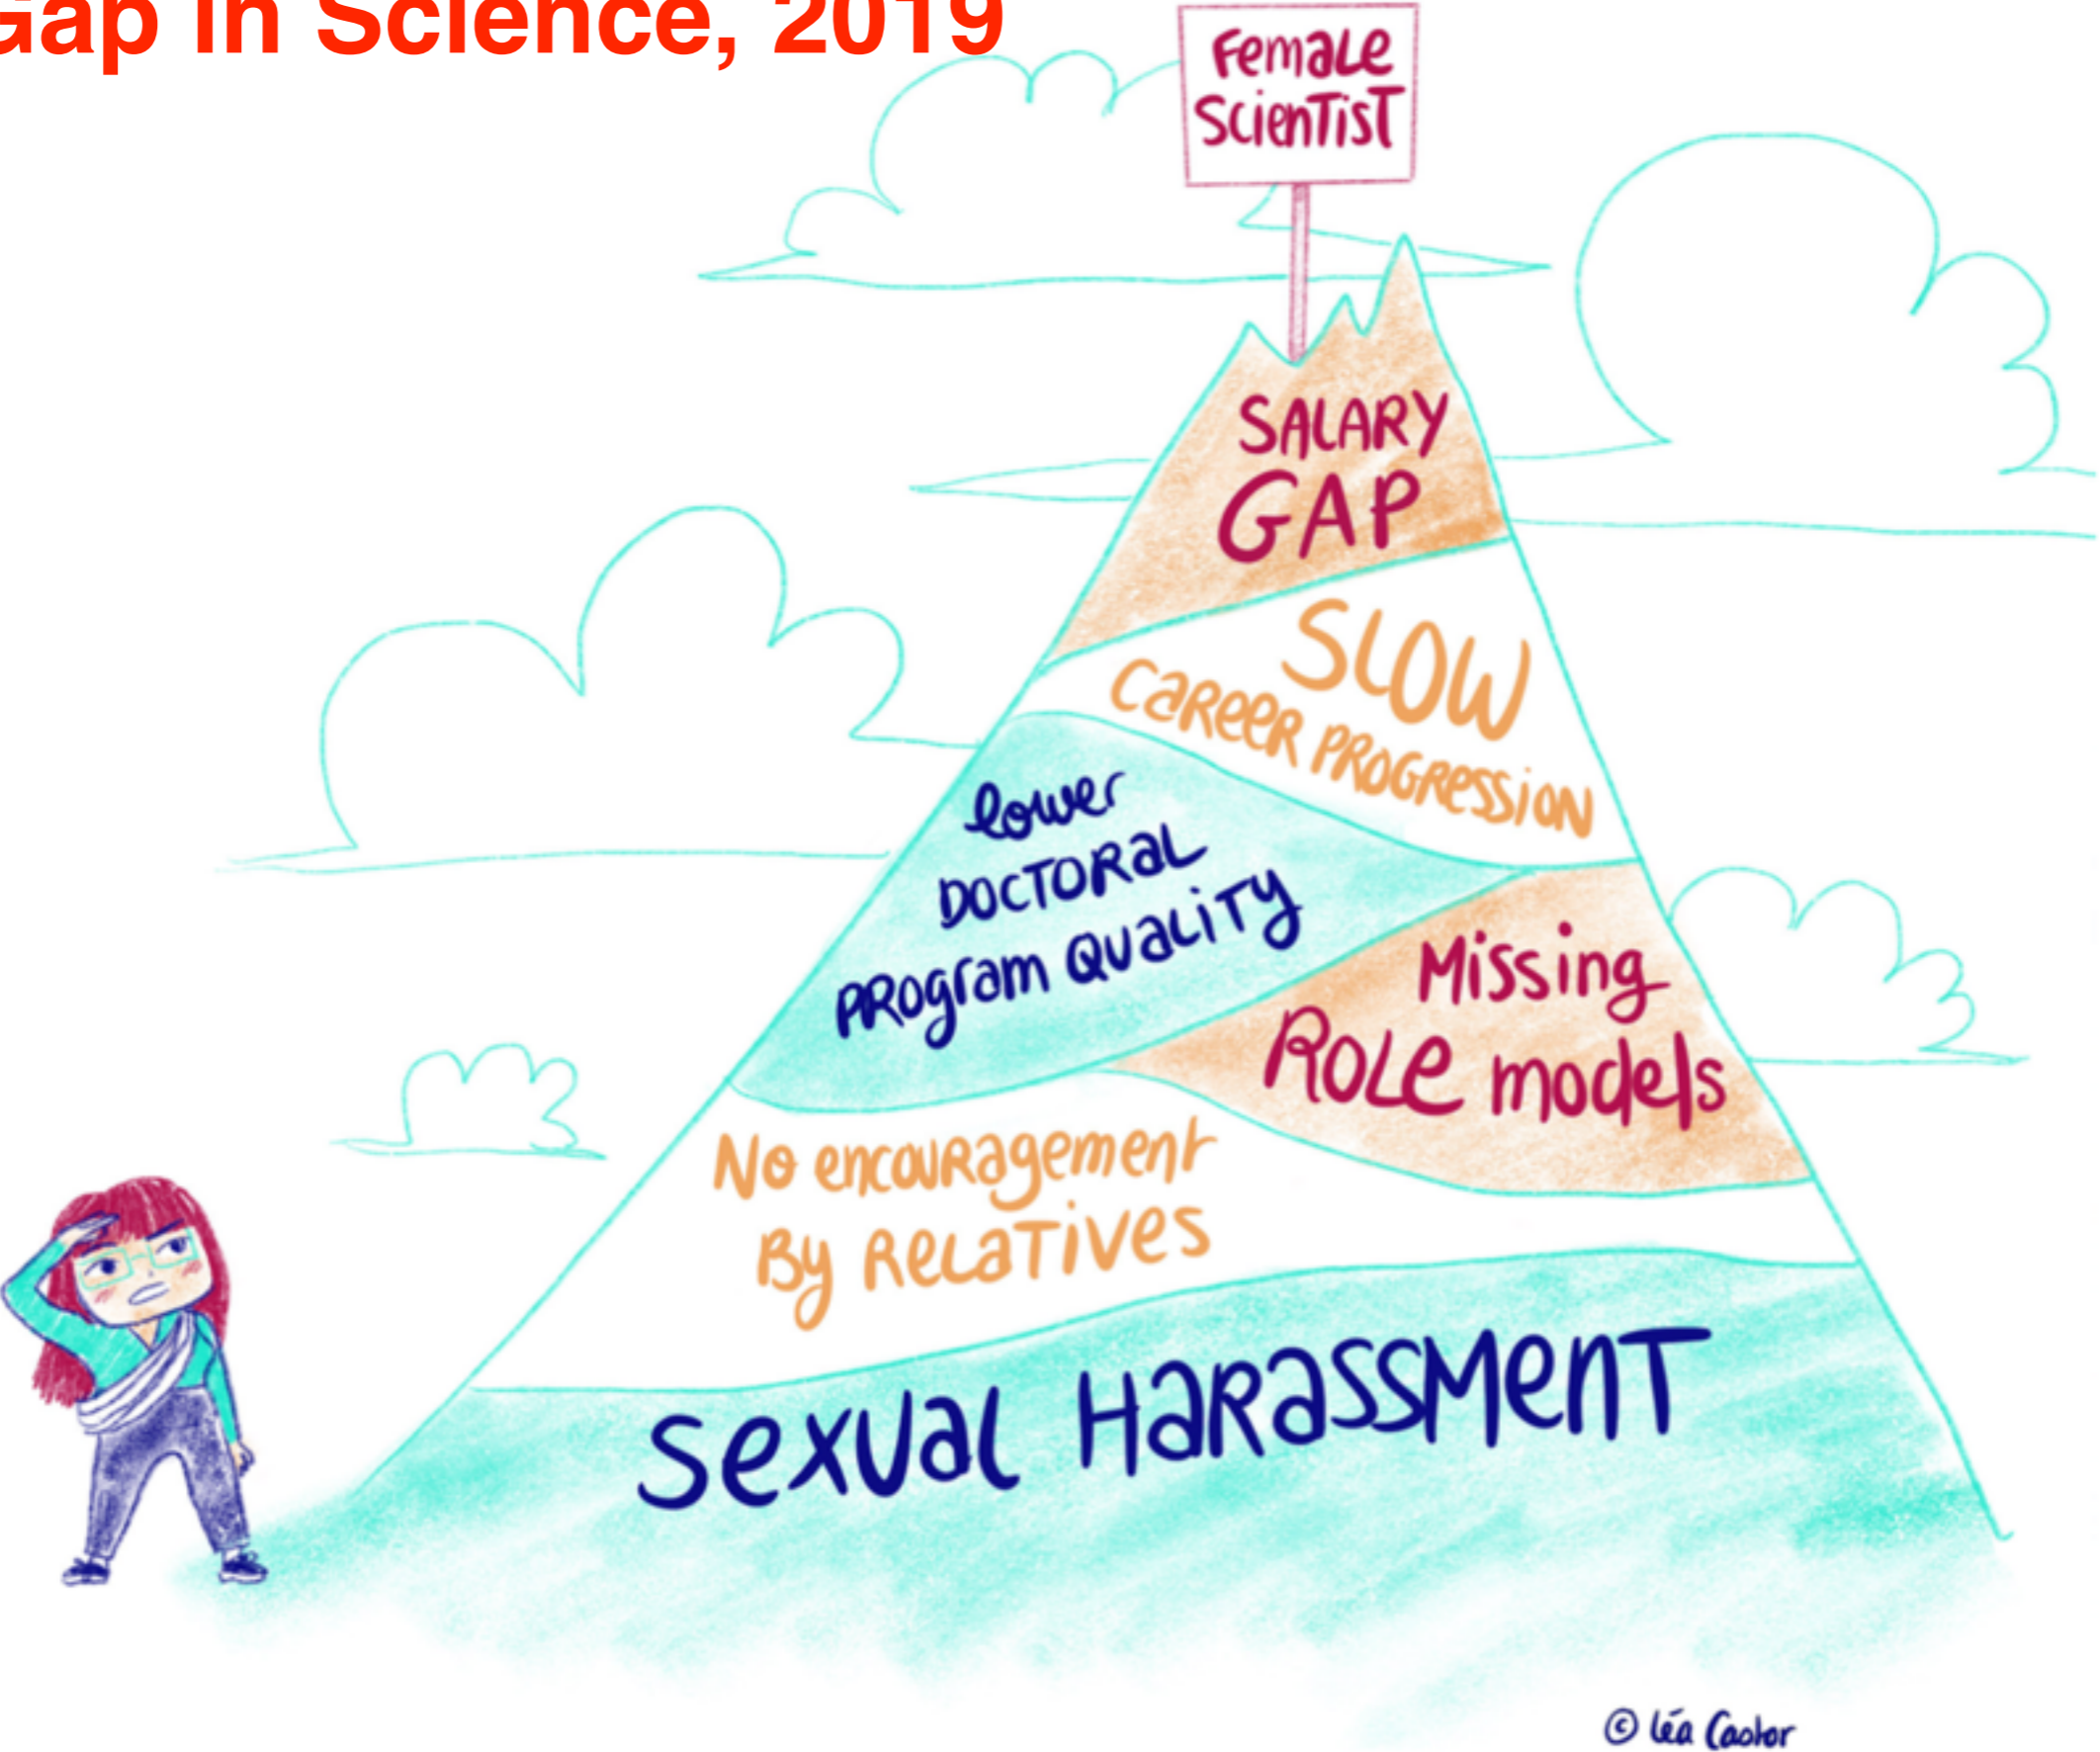 Gap in Science, 2019
Female
Scientist
SALARY
GAP
SLOW
CAREER PROGRESSION
lower
DOCTORAL
PROgram QUALITY
Missing
ROLE models
No encouragement
By RELATIVES
SEXUAL HARASSMENT
© Léa Castor